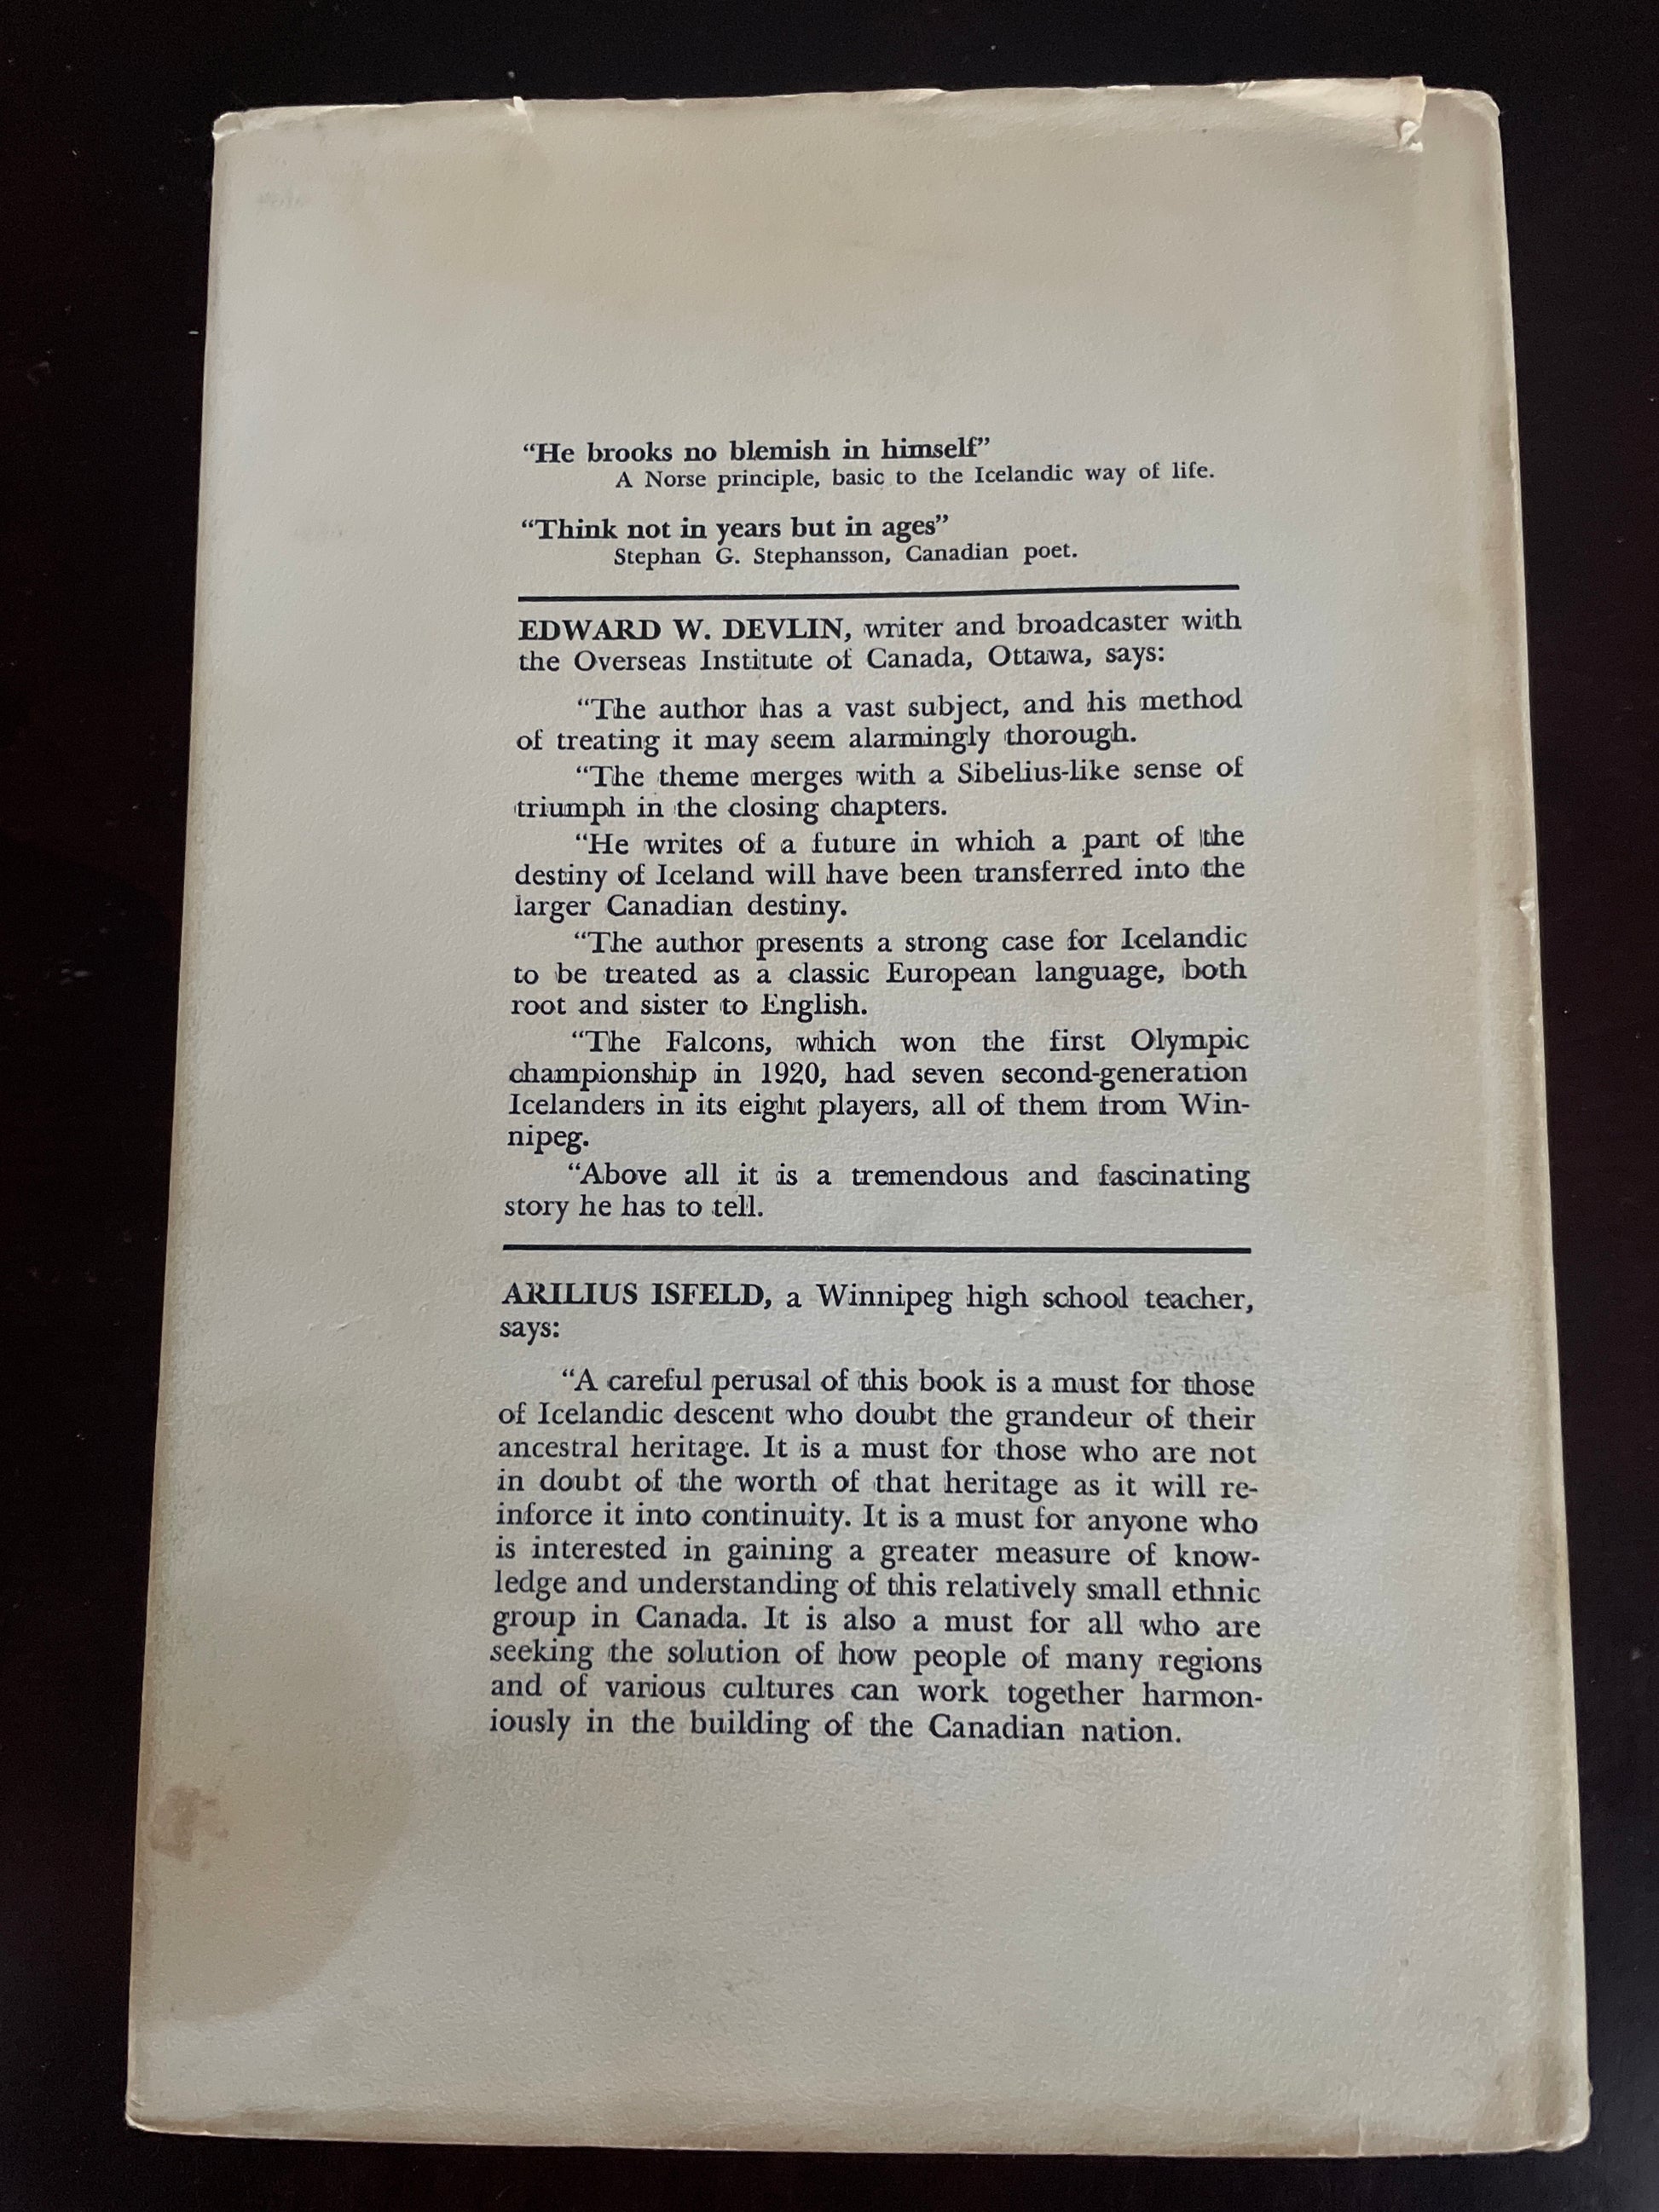 “He brooks no blemish in himself”
A Norse principle, basic to the Icelandic way of life.
“Think not in years but in ages”
Stephan G. Stephansson, Canadian poet.
EDWARD W. DEVLIN, writer and broadcaster with
the Overseas Institute of Canada, Ottawa, says:
“The author has a vast subject, and his method
of treating it may seem alarmingly thorough.
“The theme merges with a Sibelius-like sense of
triumph in the closing chapters.
“He writes of a future in which a part of the
destiny of Iceland will have been transferred into the
larger Canadian destiny.
“The author presents a strong case for Icelandic
to be treated as a classic European language, both
root and sister to English.
“The Falcons, which won the first Olympic
championship in 1920, had seven second-generation
Icelanders in its eight players, all of them from Win-
nipeg.
“Above all it is a tremendous and fascinating
story he has to tell.
ARILIUS ISFELD, a Winnipeg high school teacher,
says:
“A careful perusal of this book is a must for those
of Icelandic descent who doubt the grandeur of their
ancestral heritage. It is a must for those who are not
in doubt of the worth of that heritage as it will re-
inforce it into continuity. It is a must for anyone who
is interested in gaining a greater measure of know-
ledge and understanding of this relatively small ethnic
group in Canada. It is also a must for all who are
seeking the solution of how people of many regions
and of various cultures can work together harmon-
iously in the building of the Canadian nation.